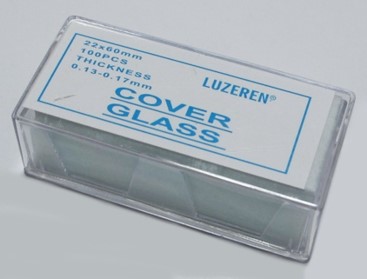 22x60mm
100PCS
THICKNESS
0.13-0.17mm
LUZEREN®
COVER
GLASS